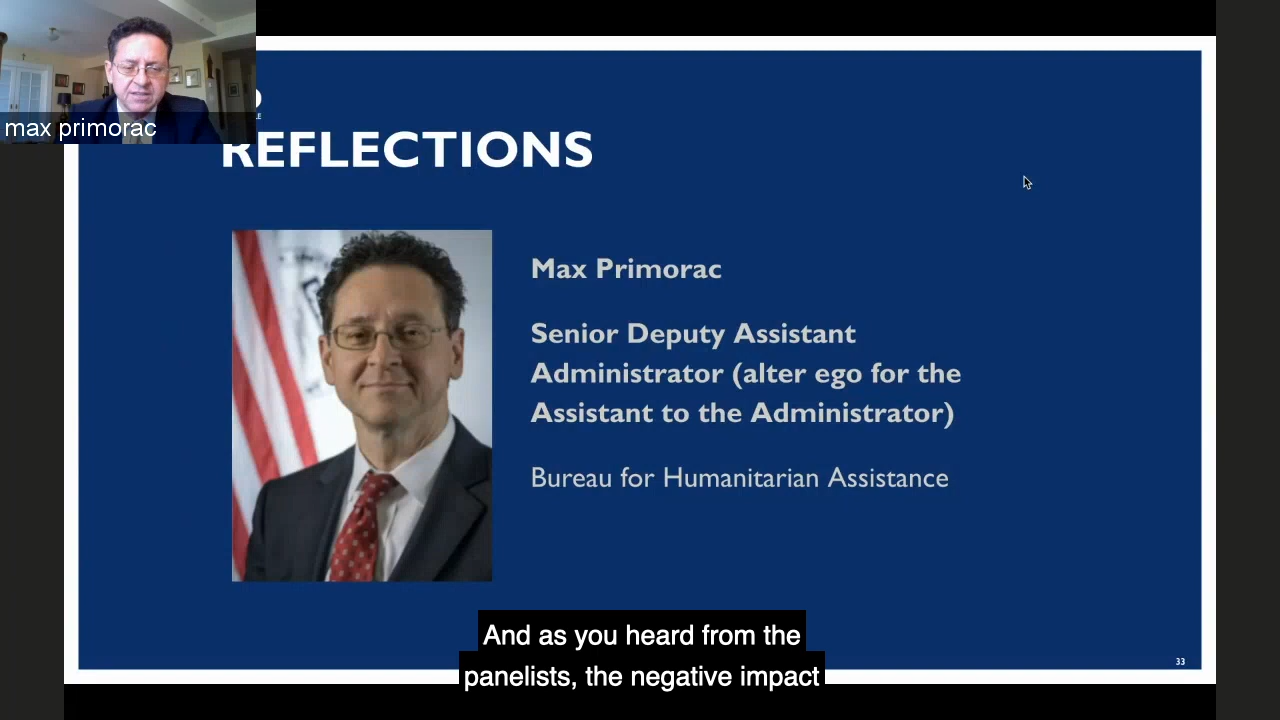 max primorac
REFLECTIONS
Max Primorac
Senior Deputy Assistant
Administrator (alter ego for the
Assistant to the Administrator)
Bureau for Humanitarian Assistance
And as you heard from the
panelists, the negative impact
33